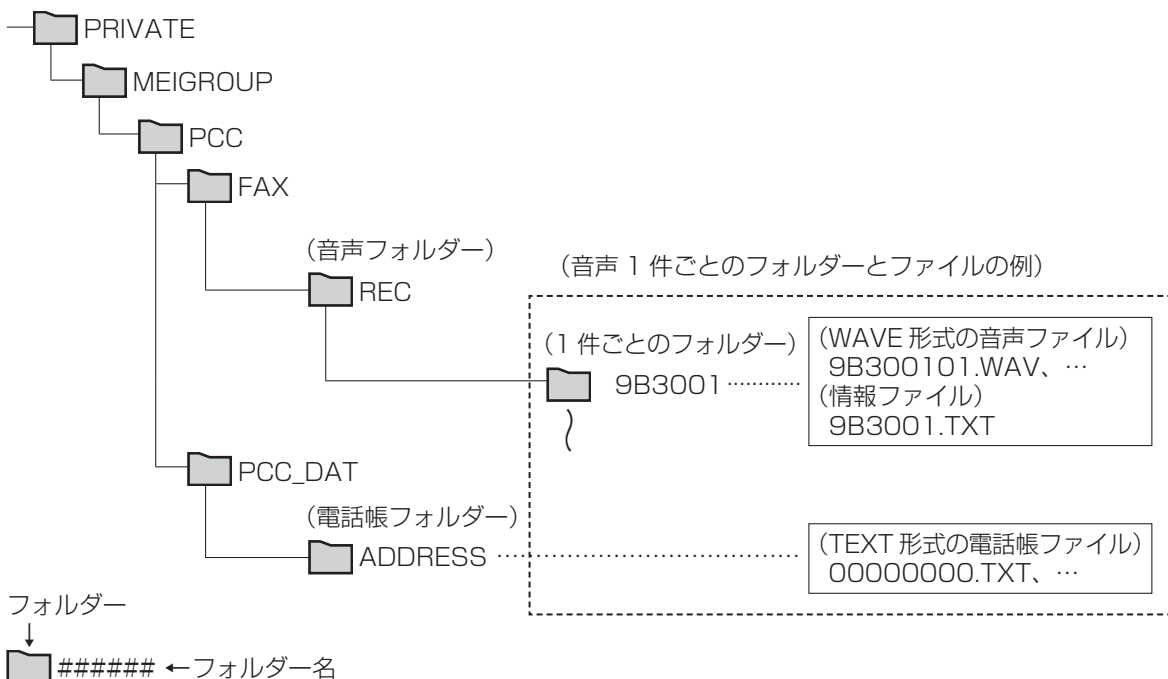 PRIVATE
MEIGROUP
PCC
FAX
(音声フォルダー)
REC
(音声 1 件ごとのフォルダーとファイルの例)
(1 件ごとのフォルダー)
9B3001…………
(WAVE 形式の音声ファイル)
9B300101.WAV、…
(情報ファイル)
9B3001.TXT
PCC_DAT
(電話帳フォルダー)
ADDRESS
(TEXT 形式の電話帳ファイル)
00000000.TXT、…
フォルダー
↓
###### ←フォルダー名